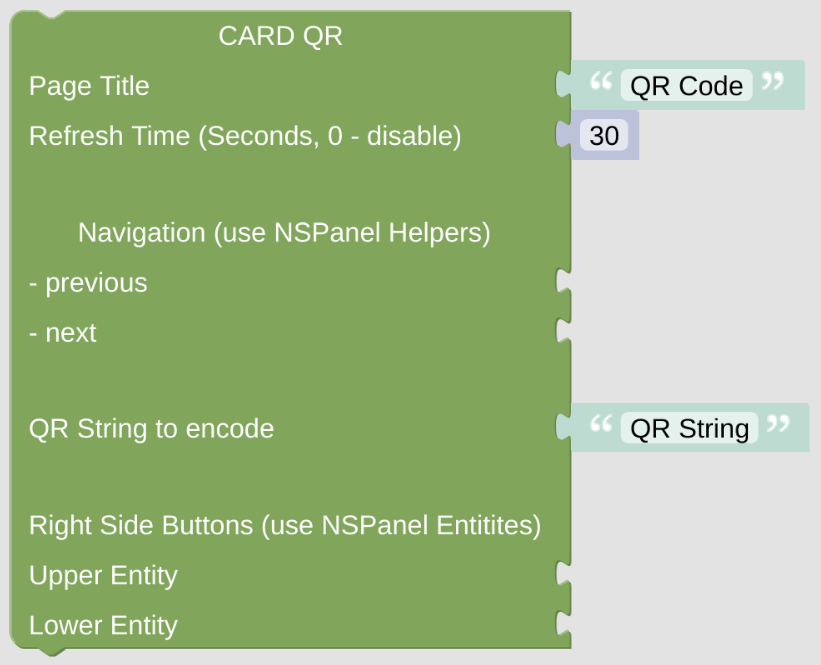 CARD QR
Page Title “ QR Code ”
Refresh Time (Seconds, 0 - disable) 30
Navigation (use NSPanel Helpers)
- previous
- next
QR String to encode “ QR String ”
Right Side Buttons (use NSPanel Entitites)
Upper Entity
Lower Entity